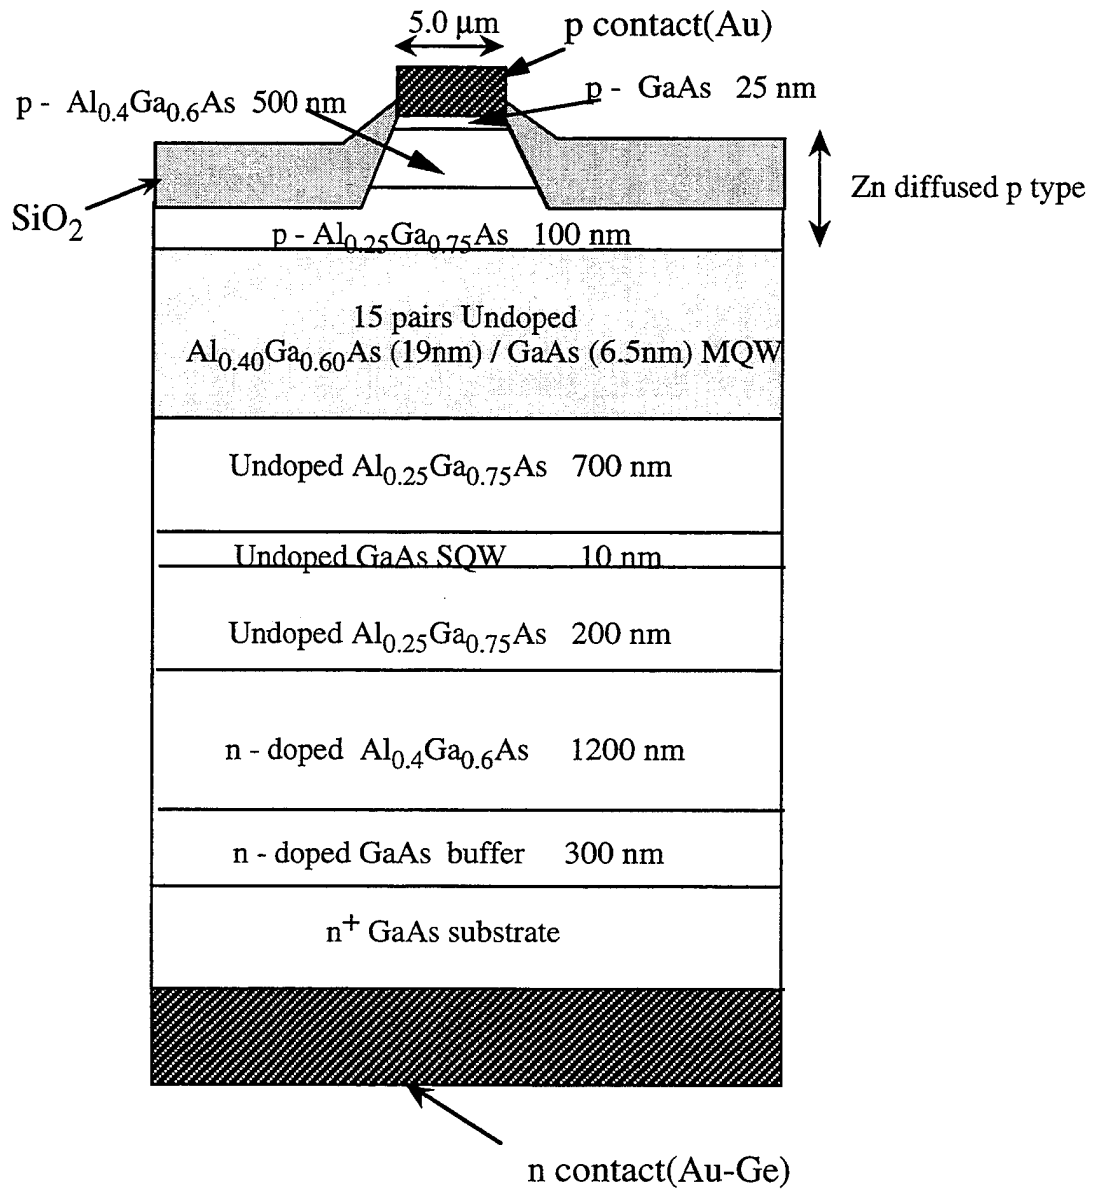 5.0 μm
p contact(Au)
p - GaAs 25 nm
p - Al0.4Ga0.6As 500 nm
Zn diffused p type
SiO2
p - Al0.25Ga0.75As 100 nm
15 pairs Undoped
Al0.40Ga0.60As (19nm) / GaAs (6.5nm) MQW
Undoped Al0.25Ga0.75As 700 nm
Undoped GaAs SQW 10 nm
Undoped Al0.25Ga0.75As 200 nm
n - doped Al0.4Ga0.6As 1200 nm
n - doped GaAs buffer 300 nm
n+ GaAs substrate
n contact(Au-Ge)